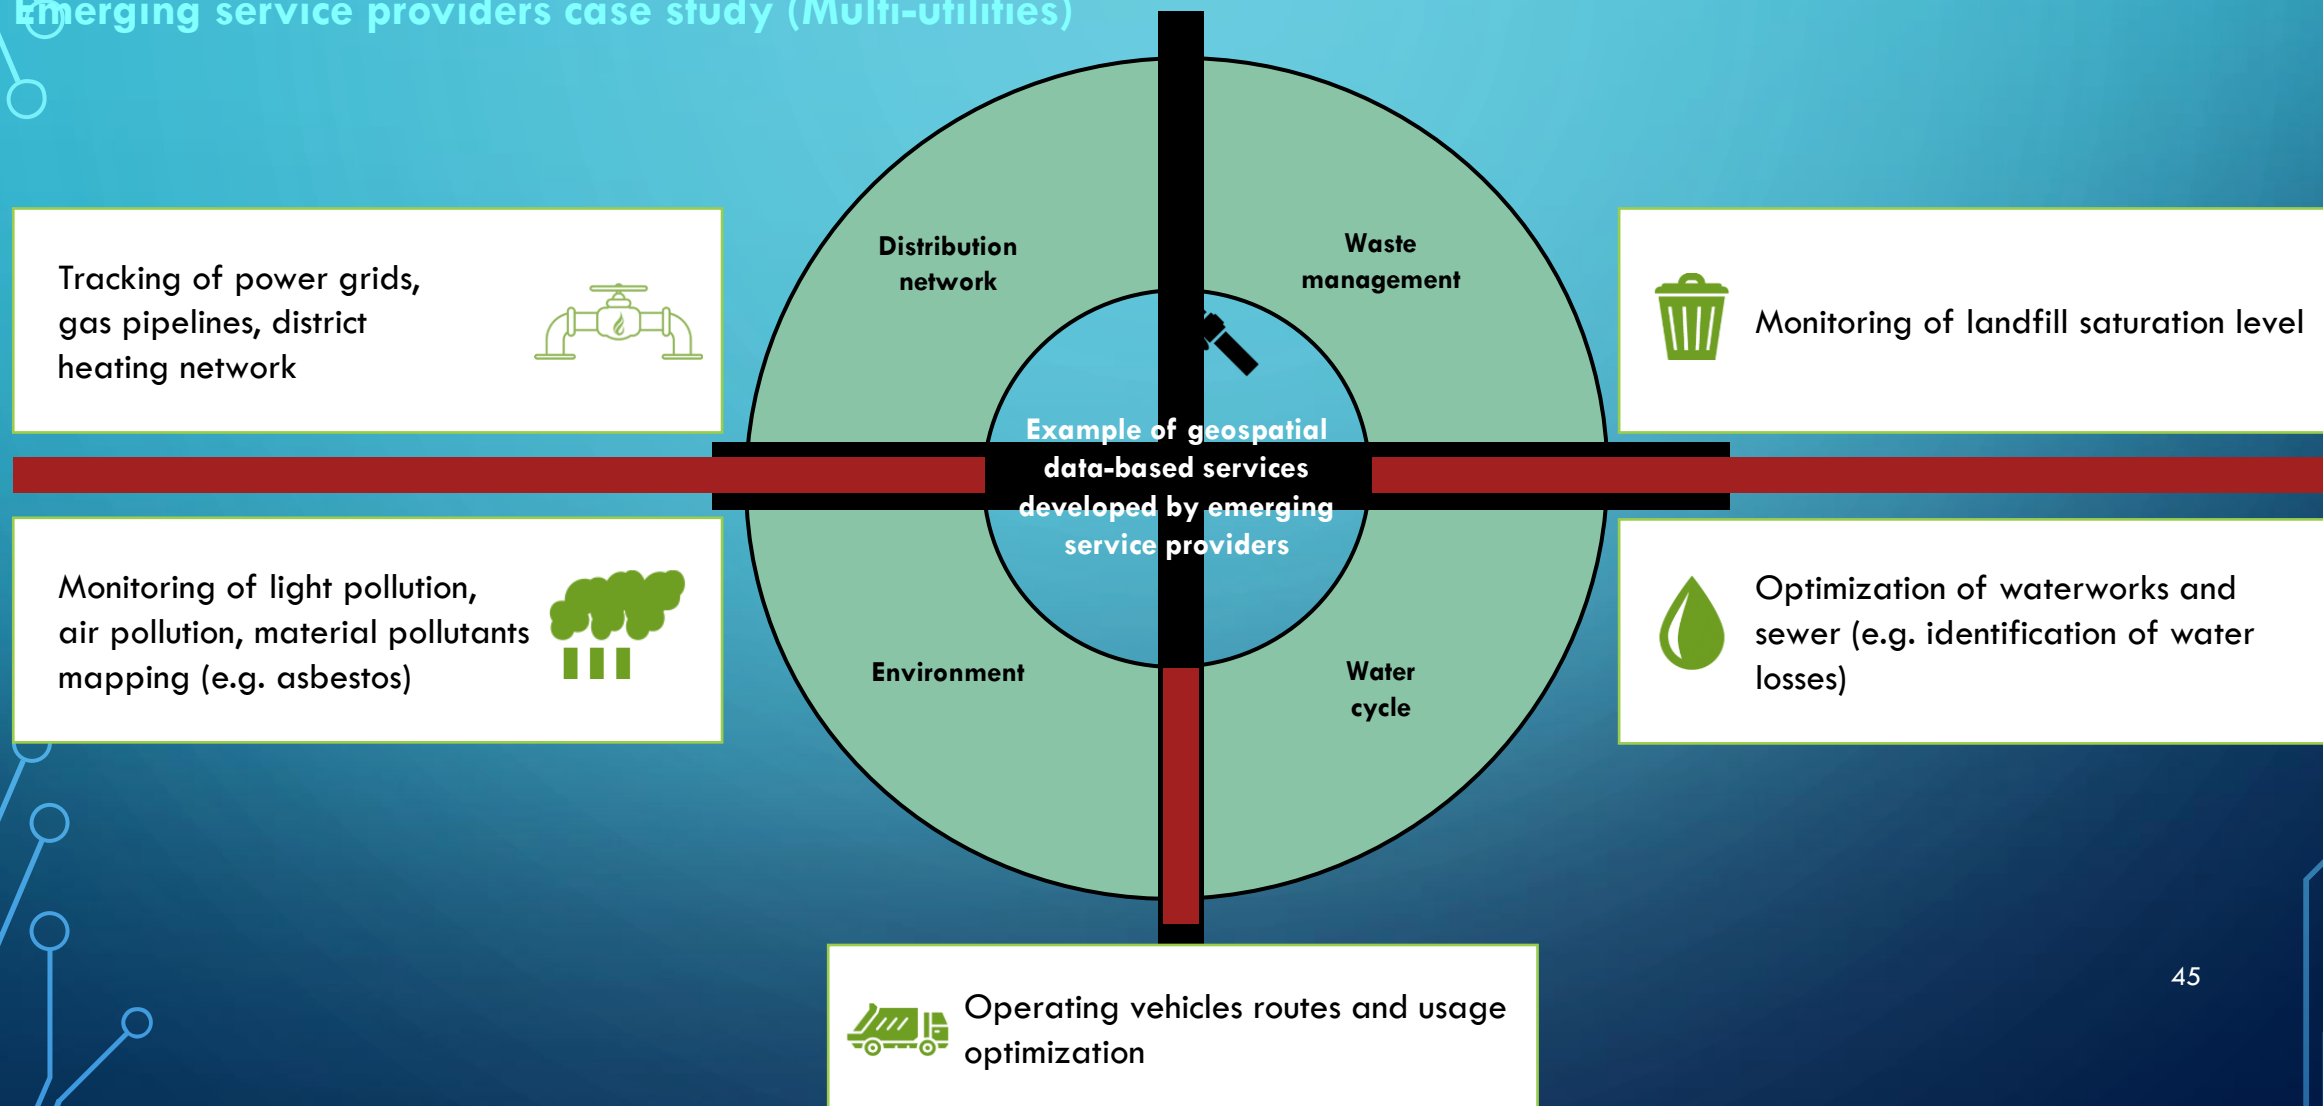 Emerging service providers case study (Multi-utilities)
Distribution
network
Waste
management
Tracking of power grids,
gas pipelines, district
heating network
Monitoring of landfill saturation level
Example of geospatial
data-based services
developed by emerging
service providers
Monitoring of light pollution,
air pollution, material pollutants
mapping (e.g. asbestos)
Optimization of waterworks and
sewer (e.g. identification of water
losses)
Environment
Water
cycle
Operating vehicles routes and usage
optimization
45